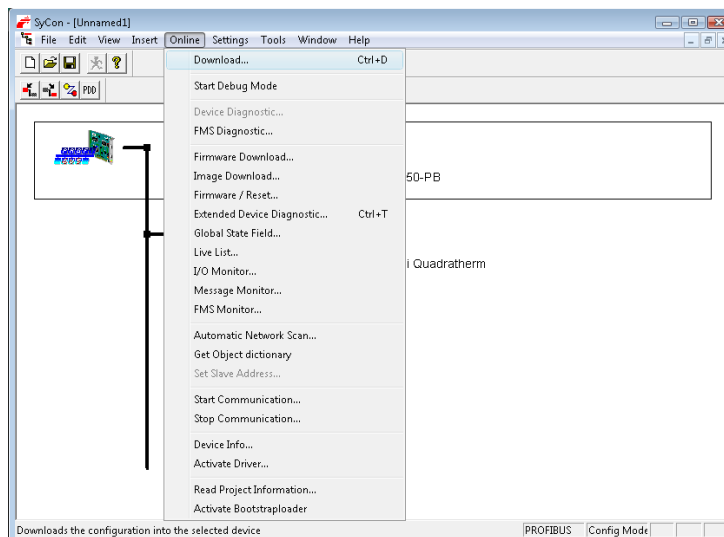 SyCon - [Unnamed1]
File Edit View Insert Online Settings Tools Window Help
Download... Ctrl+D
Start Debug Mode
Device Diagnostic...
FMS Diagnostic...
Firmware Download...
Image Download...
Firmware / Reset...
Extended Device Diagnostic... Ctrl+T
Global State Field...
Live List...
I/O Monitor...
Message Monitor...
FMS Monitor...
Automatic Network Scan...
Get Object dictionary
Set Slave Address...
Start Communication...
Stop Communication...
Device Info...
Activate Driver...
Read Project Information...
Activate Bootstraploader
PDD
50-PB
i Quadratherm
Downloads the configuration into the selected device PROFIBUS Config Mode